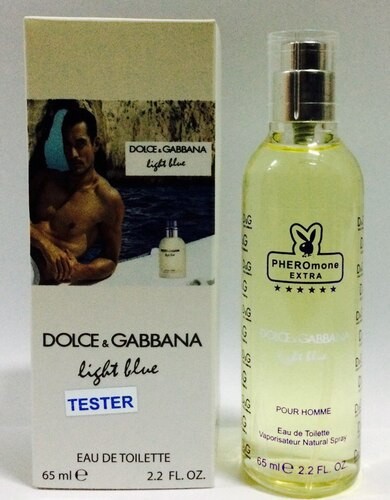 DOLCE & GABBANA
light blue
DOLCE & GABBANA
light blue
TESTER
EAU DE TOILETTE
65 ml ℮ 2.2 FL. OZ.
PHEROmone
EXTRA
DOLCE & GABBANA
light blue
POUR HOMME
Eau de Toilette
Vaporisateur Natural Spray
65 ml ℮ 2.2 FL. OZ.